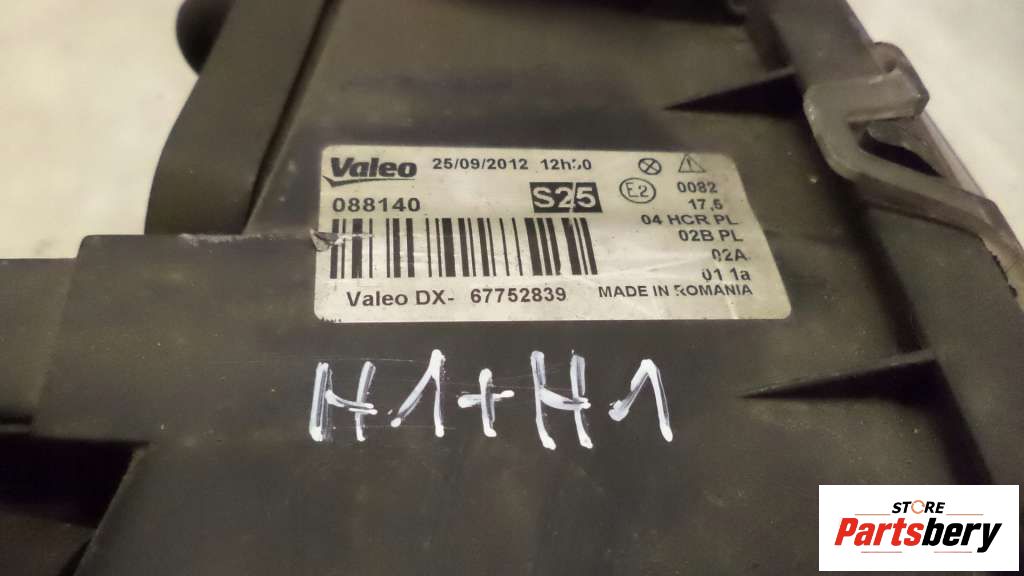 Valeo 25/09/2012
088140 S25
E2
0082
17,5
04 HCR PL
02B PL
02A
01 1a
Valeo DX- 67752839 MADE IN ROMANIA
H1+H1
STORE
Partsbery